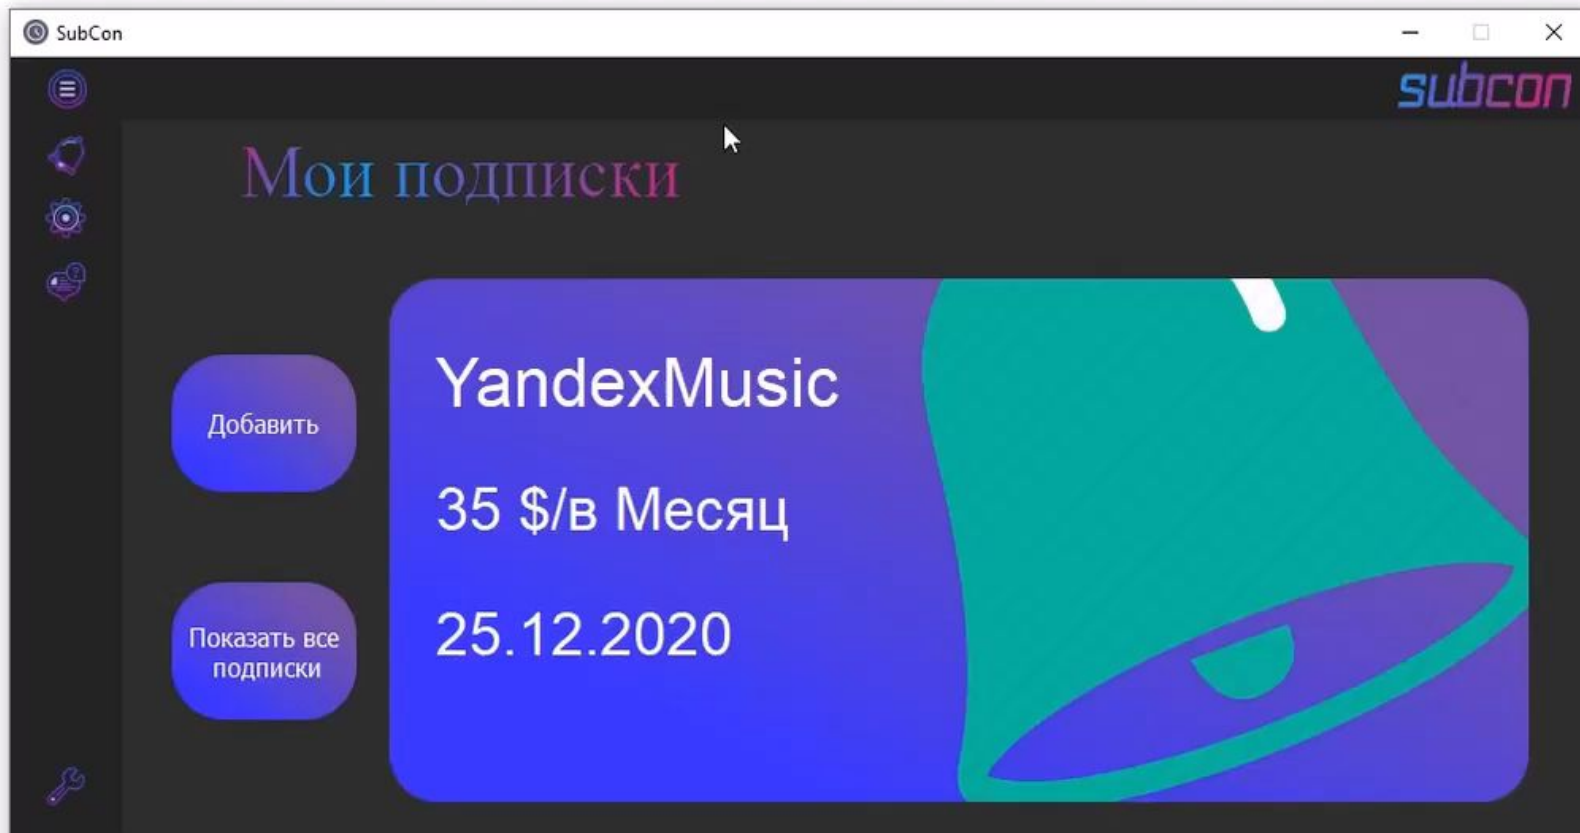 SubCon
subcon
Мои подписки
YandexMusic
35 $/в Месяц
25.12.2020
Добавить
Показать все
подписки